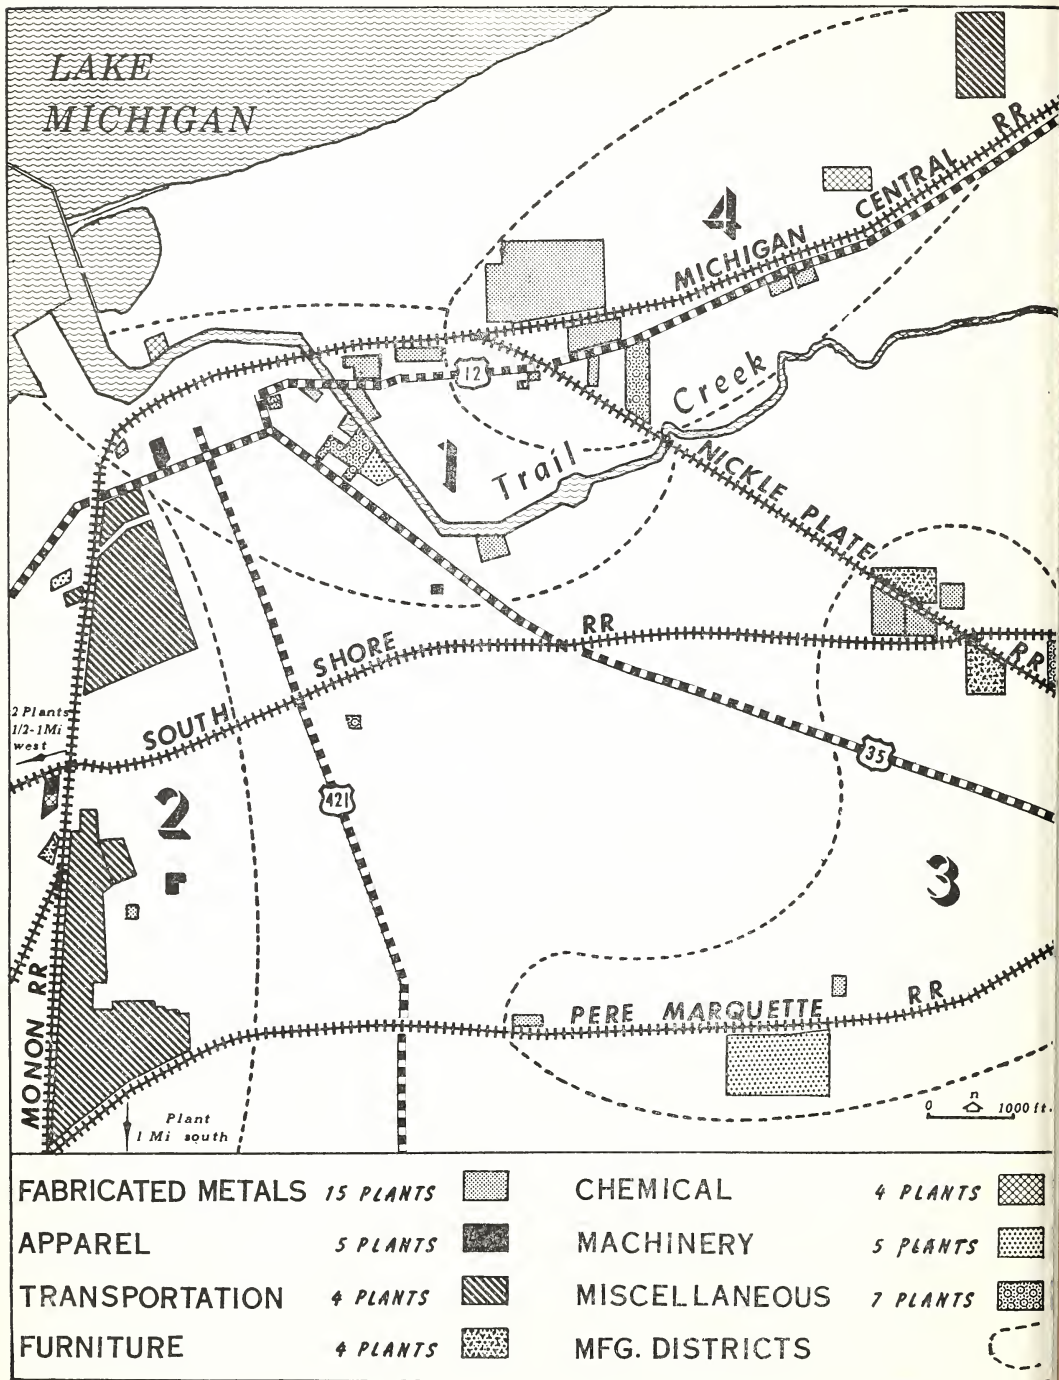 LAKE
MICHIGAN
4
MICHIGAN CENTRAL RR
12
Creek
1
Trail
NICKLE PLATE RR
SOUTH SHORE RR
2 Plants
1/2-1Mi
west
35
421
2
3
MONON RR
PERE MARQUETTE RR
n
0 1000 ft.
Plant
1 Mi south
FABRICATED METALS 15 PLANTS
APPAREL 5 PLANTS
TRANSPORTATION 4 PLANTS
FURNITURE 4 PLANTS
CHEMICAL 4 PLANTS
MACHINERY 5 PLANTS
MISCELLANEOUS 7 PLANTS
MFG. DISTRICTS